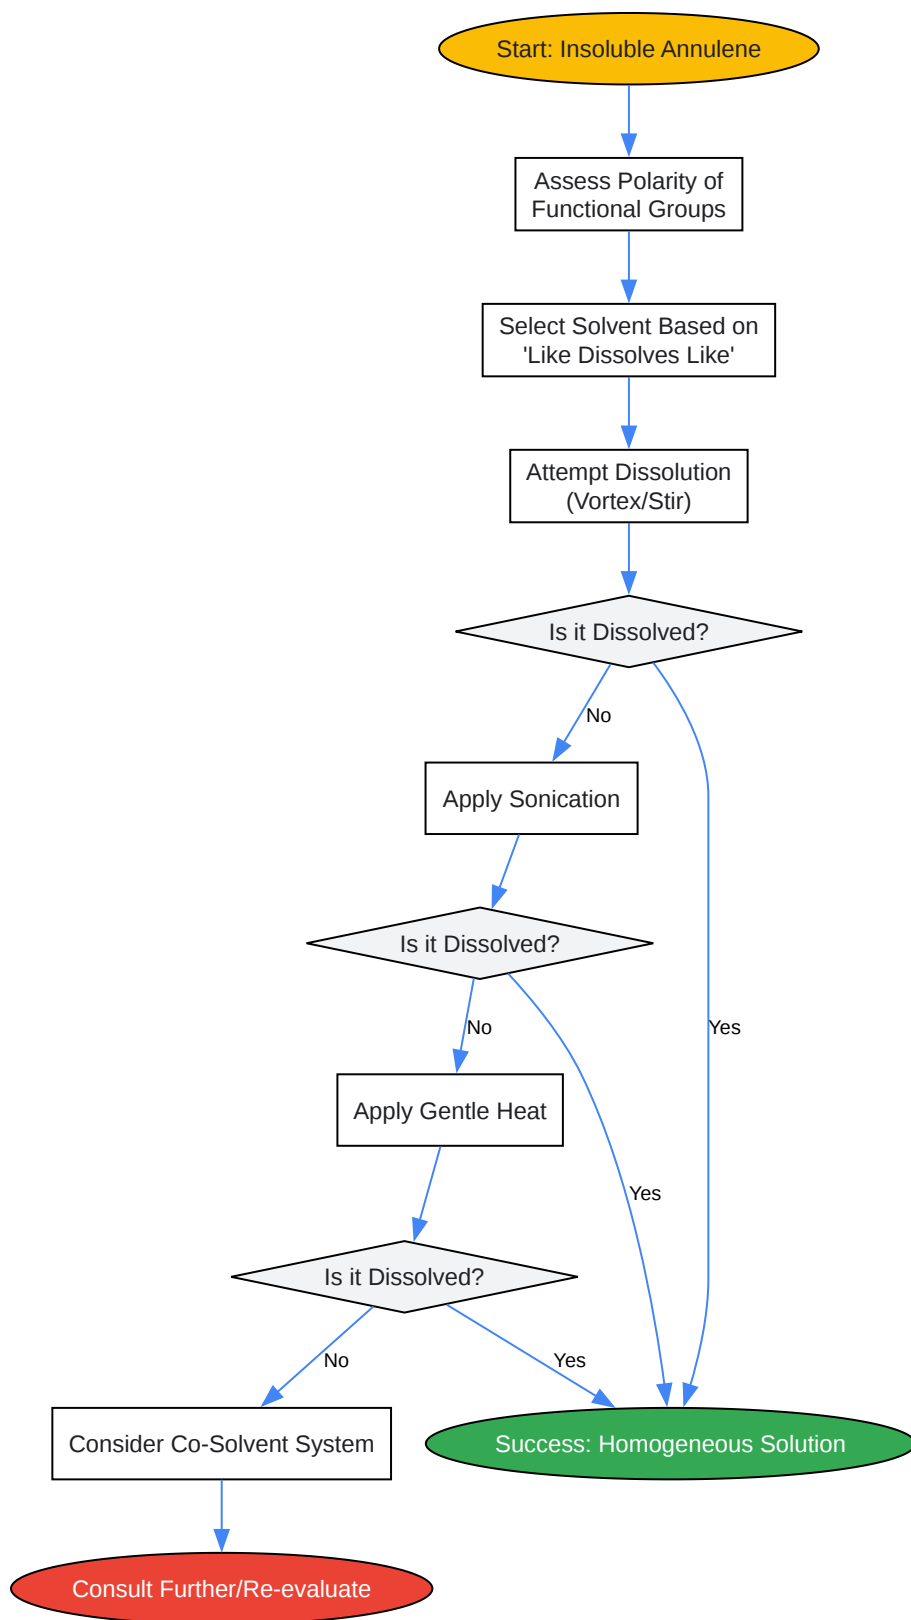 Start: Insoluble Annulene
Assess Polarity of
Functional Groups
Select Solvent Based on
'Like Dissolves Like'
Attempt Dissolution
(Vortex/Stir)
Is it Dissolved?
No
Apply Sonication
Is it Dissolved?
No
Yes
Apply Gentle Heat
Yes
Is it Dissolved?
No
Yes
Consider Co-Solvent System
Success: Homogeneous Solution
Consult Further/Re-evaluate